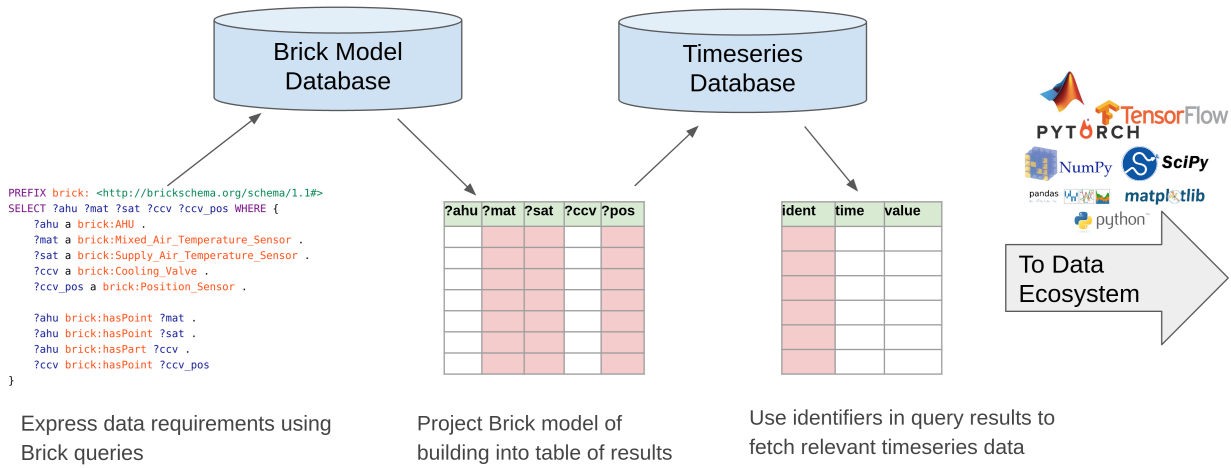 Brick Model
Database
Timeseries
Database
PREFIX brick: <http://brickschema.org/schema/1.1#>
SELECT ?ahu ?mat ?sat ?ccv ?ccv_pos WHERE {
?ahu a brick:AHU .
?mat a brick:Mixed_Air_Temperature_Sensor .
?sat a brick:Supply_Air_Temperature_Sensor .
?ccv a brick:Cooling_Valve .
?ccv_pos a brick:Position_Sensor .
?ahu brick:hasPoint ?mat .
?ahu brick:hasPoint ?sat .
?ahu brick:hasPart ?ccv .
?ccv brick:hasPoint ?ccv_pos
}
?ahu ?mat ?sat ?ccv ?pos
ident time value
TensorFlow
PYTORCH
NumPy
SciPy
pandas
matplotlib
python
To Data
Ecosystem
Express data requirements using
Brick queries
Project Brick model of
building into table of results
Use identifiers in query results to
fetch relevant timeseries data